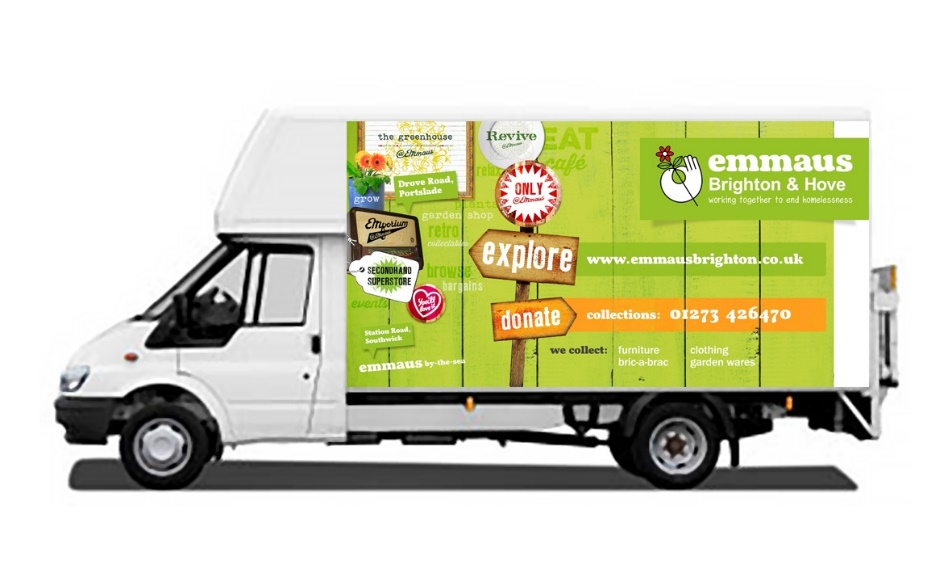 the greenhouse
@Emmaus
Revive
@Emmaus
EAT
café
relax
ONLY
@Emmaus
Drove Road,
Portslade
grow
plants
garden shop
Emporium
retro
collectables
SECONDHAND
SUPERSTORE
browse
bargains
You'll
love it
events
Station Road,
Southwick
emmaus by-the-sea
explore
www.emmausbrighton.co.uk
donate
collections: 01273 426470
we collect: furniture clothing
bric-a-brac garden wares
emmaus
Brighton & Hove
working together to end homelessness